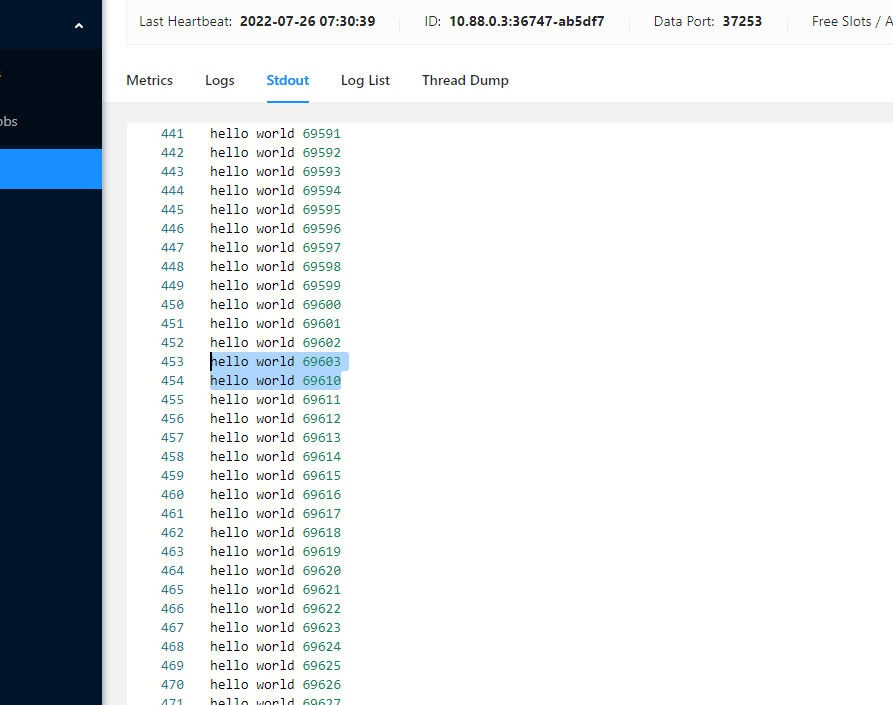 Last Heartbeat: 2022-07-26 07:30:39 ID: 10.88.0.3:36747-ab5df7 Data Port: 37253 Free Slots / A
Metrics Logs Stdout Log List Thread Dump
obs
441 hello world 69591
442 hello world 69592
443 hello world 69593
444 hello world 69594
445 hello world 69595
446 hello world 69596
447 hello world 69597
448 hello world 69598
449 hello world 69599
450 hello world 69600
451 hello world 69601
452 hello world 69602
453 hello world 69603
454 hello world 69610
455 hello world 69611
456 hello world 69612
457 hello world 69613
458 hello world 69614
459 hello world 69615
460 hello world 69616
461 hello world 69617
462 hello world 69618
463 hello world 69619
464 hello world 69620
465 hello world 69621
466 hello world 69622
467 hello world 69623
468 hello world 69624
469 hello world 69625
470 hello world 69626
471 hello world 69627